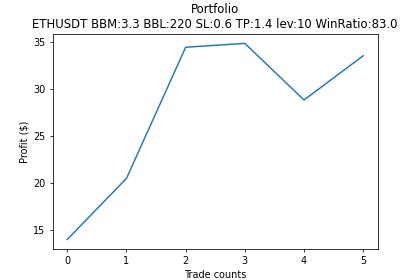 Portfolio
ETHUSDT BBM:3.3 BBL:220 SL:0.6 TP:1.4 lev:10 WinRatio:83.0
35
30
25
20
15
Profit ($)
0 1 2 3 4 5
Trade counts